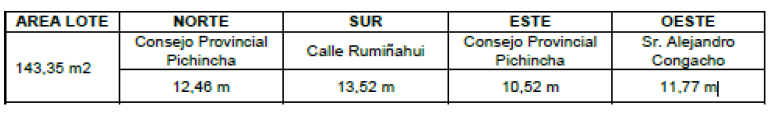 AREA LOTE NORTE SUR ESTE OESTE
143,35 m2
Consejo Provincial Pichincha
Calle Rumiñahui
Consejo Provincial Pichincha
Sr. Alejandro Congacho
12,46 m 13,52 m 10,52 m 11,77 m